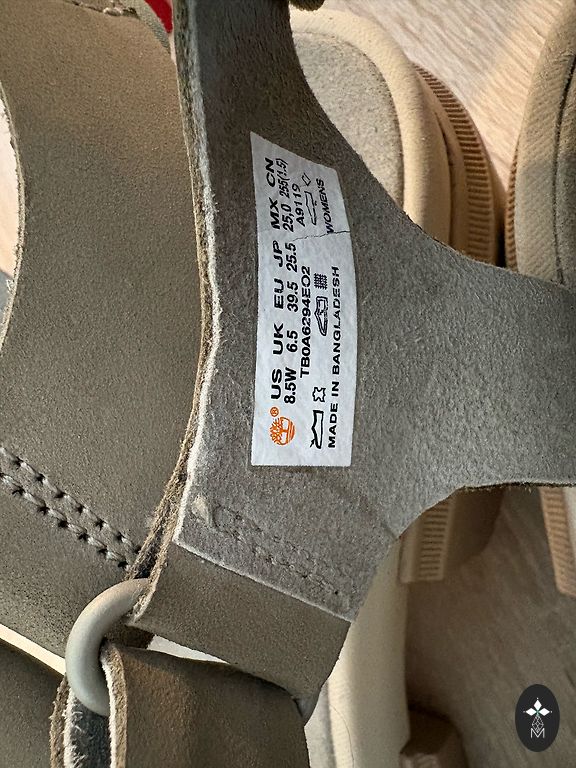 US UK EU JP MX CN
8.5W 6.5 39.5 25.5 25.0 255(1.5)
TB0A6294EO2 A9119
WOMENS
MADE IN BANGLADESH
®
M